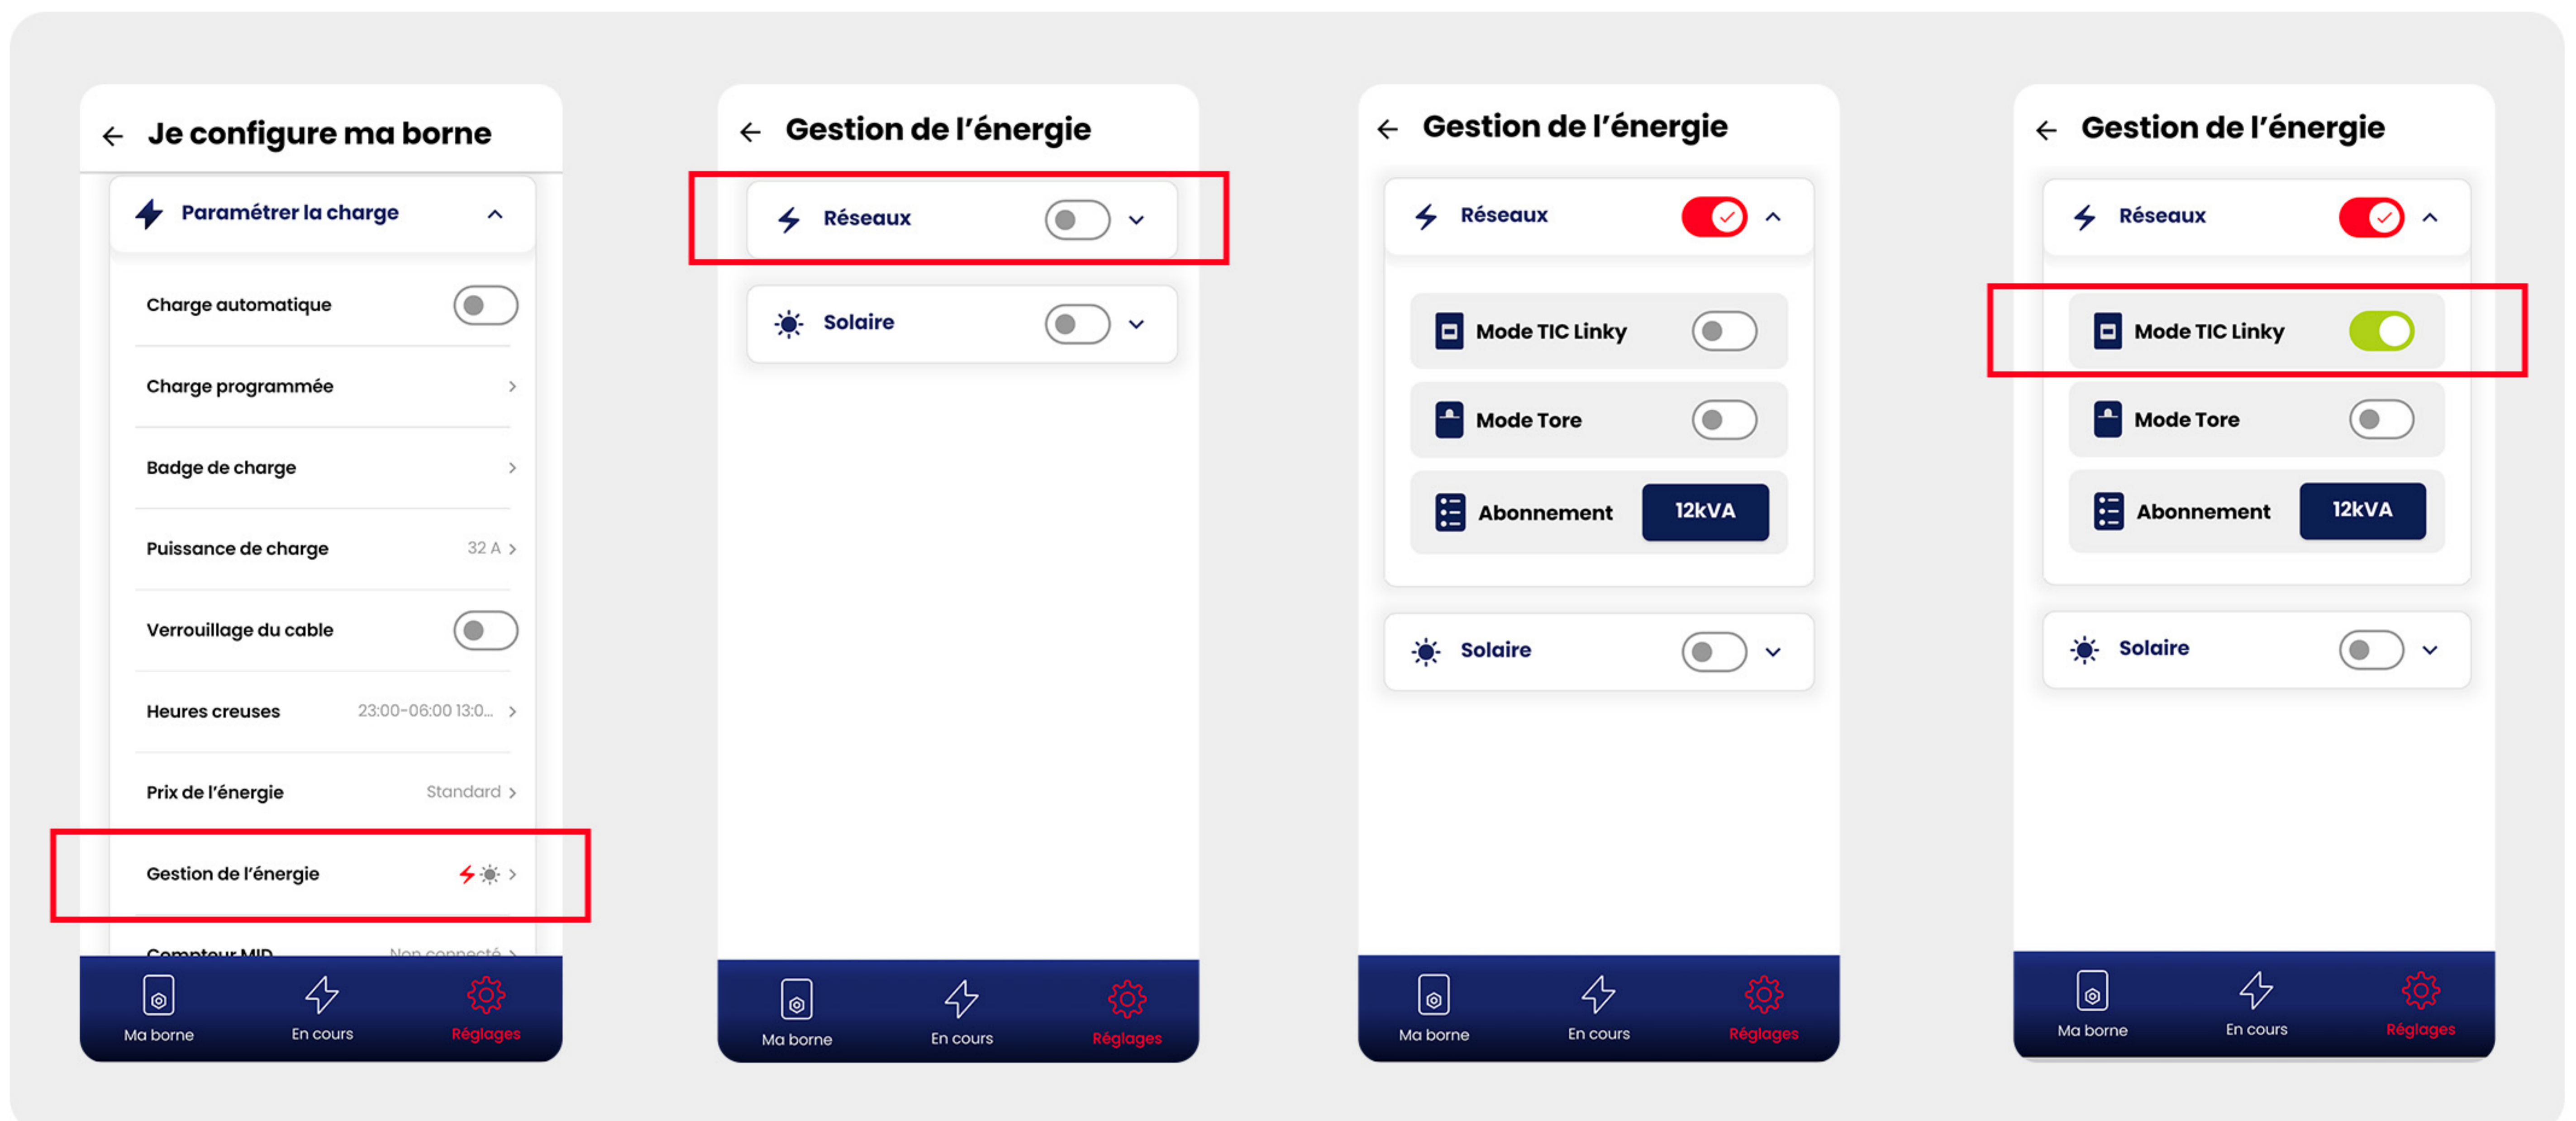 Je configure ma borne
Paramétrer la charge
Charge automatique
Charge programmée
Badge de charge
Puissance de charge 32 A
Verrouillage du cable
Heures creuses 23:00-06:00 13:0...
Prix de l'énergie Standard
Gestion de l'énergie
Compteur MID Non connecté
Ma borne En cours Réglages
Gestion de l'énergie
Réseaux
Solaire
Ma borne En cours Réglages
Gestion de l'énergie
Réseaux
Mode TIC Linky
Mode Tore
Abonnement 12kVA
Solaire
Ma borne En cours Réglages
Gestion de l'énergie
Réseaux
Mode TIC Linky
Mode Tore
Abonnement 12kVA
Solaire
Ma borne En cours Réglages